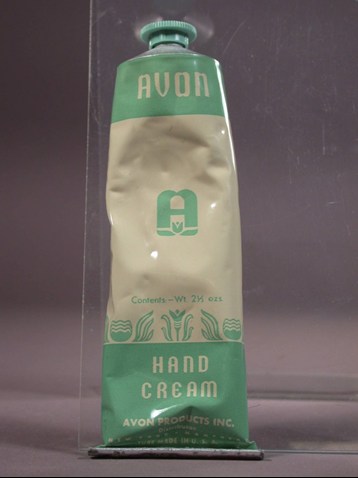 AVON
A
Contents—Wt. 2½ ozs.
HAND
CREAM
AVON PRODUCTS INC.